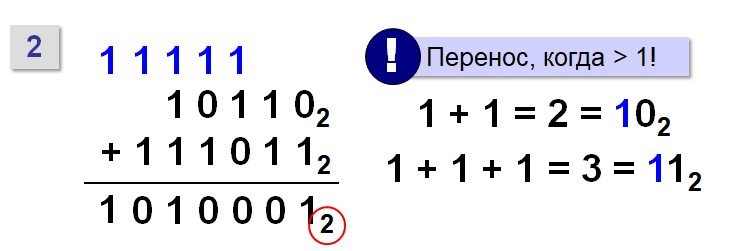 2
1 1 1 1 1
1 0 1 1 0₂
+ 1 1 1 0 1 1₂
1 0 1 0 0 0 1₂
! Перенос, когда > 1!
1 + 1 = 2 = 10₂
1 + 1 + 1 = 3 = 11₂